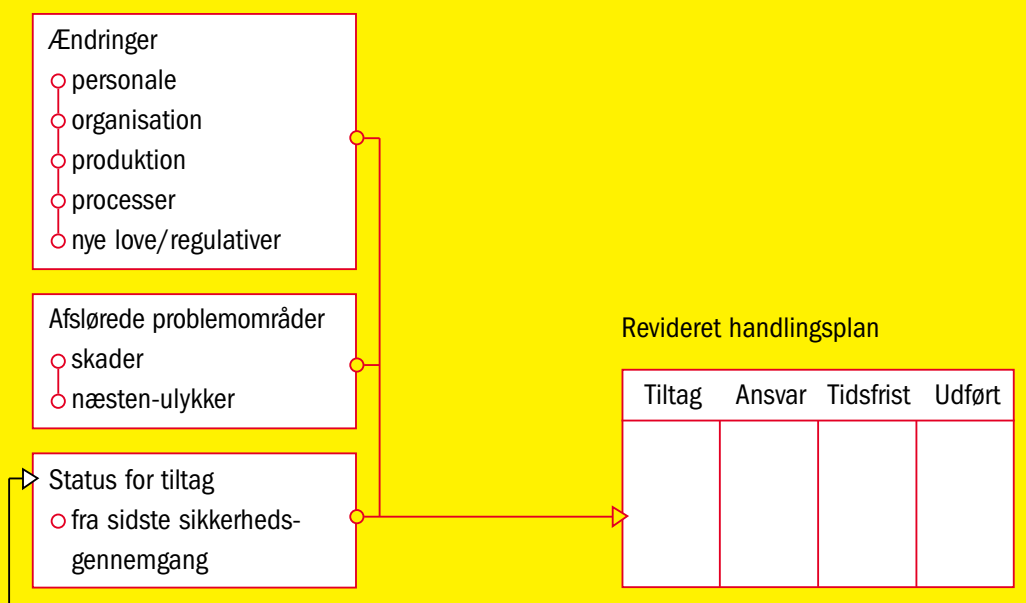 Ændringer
personale
organisation
produktion
processer
nye love/regulativer
Afslørede problemområder
skader
næsten-ulykker
Status for tiltag
fra sidste sikkerheds-
gennemgang
Revideret handlingsplan
Tiltag Ansvar Tidsfrist Udført